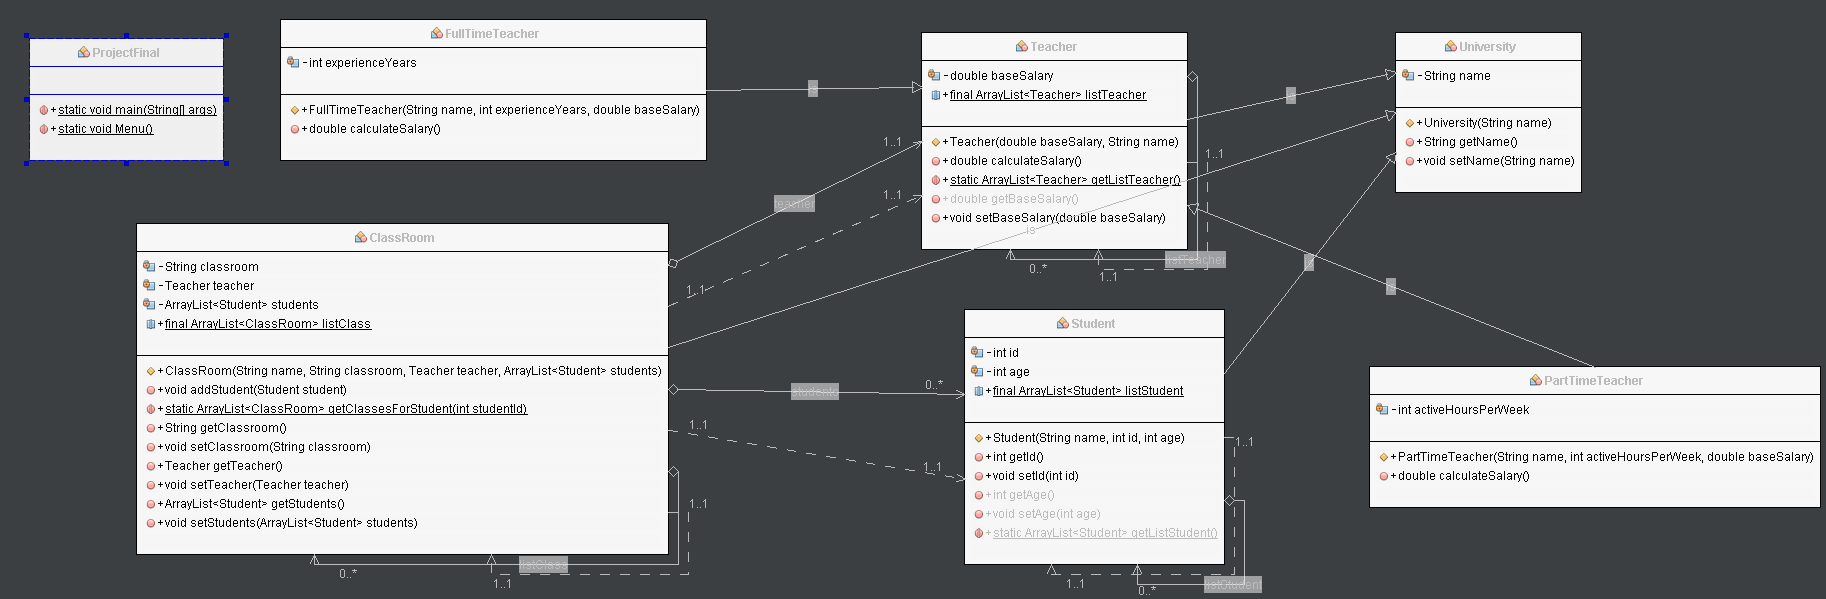 ProjectFinal
+static void main(String[] args)
+static void Menu()
FullTimeTeacher
-int experienceYears
+FullTimeTeacher(String name, int experienceYears, double baseSalary)
+double calculateSalary()
Teacher
-double baseSalary
+final ArrayList<Teacher> listTeacher
+Teacher(double baseSalary, String name)
+double calculateSalary()
+static ArrayList<Teacher> getListTeacher()
+double getBaseSalary()
+void setBaseSalary(double baseSalary)
University
-String name
+University(String name)
+String getName()
+void setName(String name)
is
1..1
teacher
1..1
1..1
1..1
listTeacher
0..*
1..1
ClassRoom
-String classroom
-Teacher teacher
-ArrayList<Student> students
+final ArrayList<ClassRoom> listClass
+ClassRoom(String name, String classroom, Teacher teacher, ArrayList<Student> students)
+void addStudent(Student student)
+static ArrayList<ClassRoom> getClassesForStudent(int studentId)
+String getClassroom()
+void setClassroom(String classroom)
+Teacher getTeacher()
+void setTeacher(Teacher teacher)
+ArrayList<Student> getStudents()
+void setStudents(ArrayList<Student> students)
students
0..*
1..1
1..1
1..1
listClass
0..*
1..1
Student
-int id
-int age
+final ArrayList<Student> listStudent
+Student(String name, int id, int age)
+int getId()
+void setId(int id)
+int getAge()
+void setAge(int age)
+static ArrayList<Student> getListStudent()
1..1
1..1
0..*
listStudent
PartTimeTeacher
-int activeHoursPerWeek
+PartTimeTeacher(String name, int activeHoursPerWeek, double baseSalary)
+double calculateSalary()